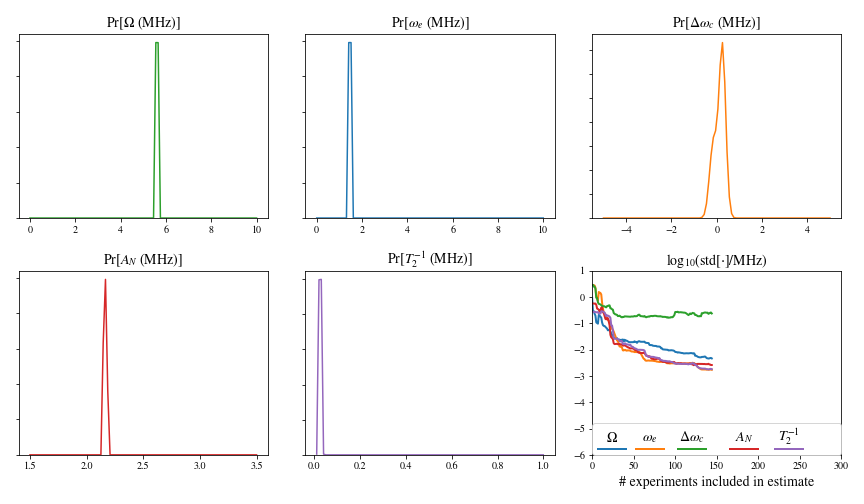 Pr[Ω (MHz)]
Pr[ωₑ (MHz)]
Pr[Δω_c (MHz)]
0 2 4 6 8 10
0 2 4 6 8 10
−4 −2 0 2 4
Pr[A_N (MHz)]
Pr[T₂⁻¹ (MHz)]
log₁₀(std[·]/MHz)
1
0
−1
−2
−3
−4
−5
−6
Ω ωₑ Δω_c A_N T₂⁻¹
1.5 2.0 2.5 3.0 3.5
0.0 0.2 0.4 0.6 0.8 1.0
0 50 100 150 200 250 300
# experiments included in estimate